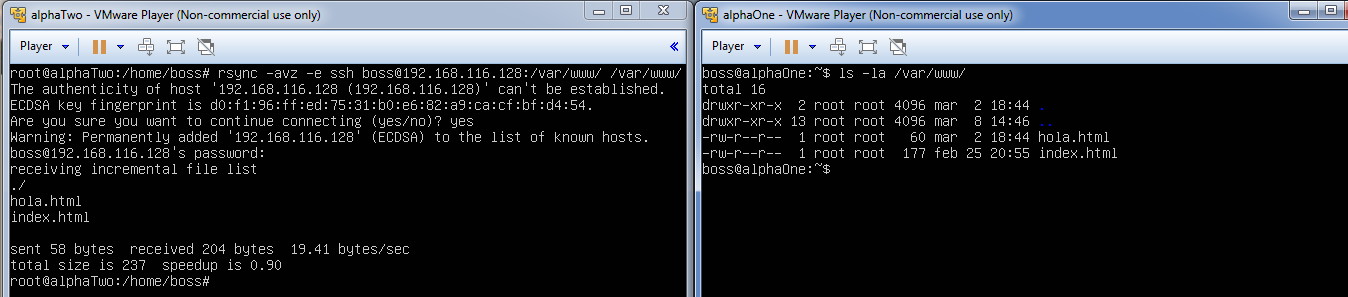 alphaTwo - VMware Player (Non-commercial use only)
Player
root@alphaTwo:/home/boss# rsync -avz -e ssh boss@192.168.116.128:/var/www/ /var/www/
The authenticity of host '192.168.116.128 (192.168.116.128)' can't be established.
ECDSA key fingerprint is d0:f1:96:ff:ed:75:31:b0:e6:82:a9:ca:cf:bf:d4:54.
Are you sure you want to continue connecting (yes/no)? yes
Warning: Permanently added '192.168.116.128' (ECDSA) to the list of known hosts.
boss@192.168.116.128's password:
receiving incremental file list
./
hola.html
index.html
sent 58 bytes  received 204 bytes  19.41 bytes/sec
total size is 237  speedup is 0.90
root@alphaTwo:/home/boss#
alphaOne - VMware Player (Non-commercial use only)
Player
boss@alphaOne:~$ ls -la /var/www/
total 16
drwxr-xr-x  2 root root 4096 mar  2 18:44 .
drwxr-xr-x 13 root root 4096 mar  8 14:46 ..
-rw-r--r--  1 root root   60 mar  2 18:44 hola.html
-rw-r--r--  1 root root  177 feb 25 20:55 index.html
boss@alphaOne:~$